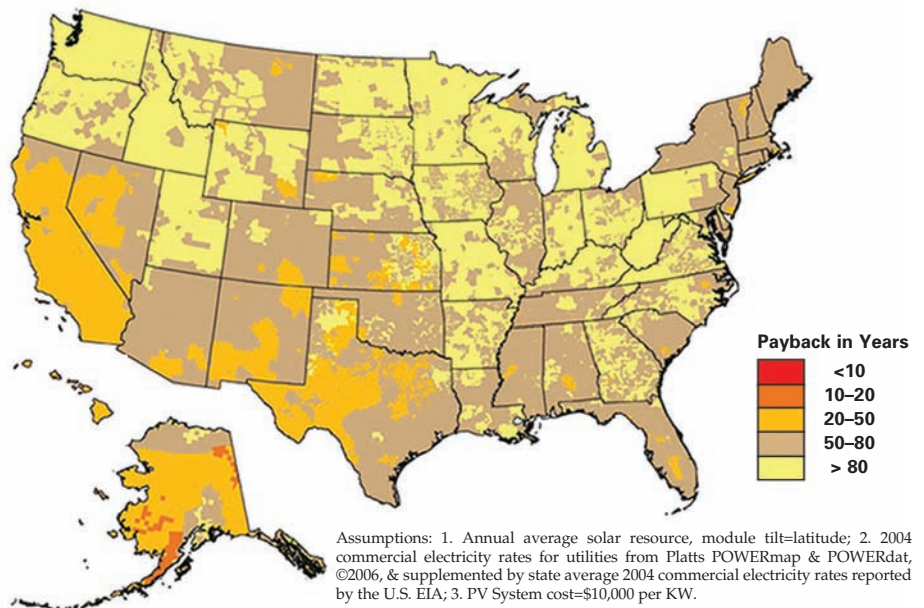 Payback in Years
<10
10–20
20–50
50–80
> 80
Assumptions: 1. Annual average solar resource, module tilt=latitude; 2. 2004
commercial electricity rates for utilities from Platts POWERmap & POWERdat,
©2006, & supplemented by state average 2004 commercial electricity rates reported
by the U.S. EIA; 3. PV System cost=$10,000 per KW.